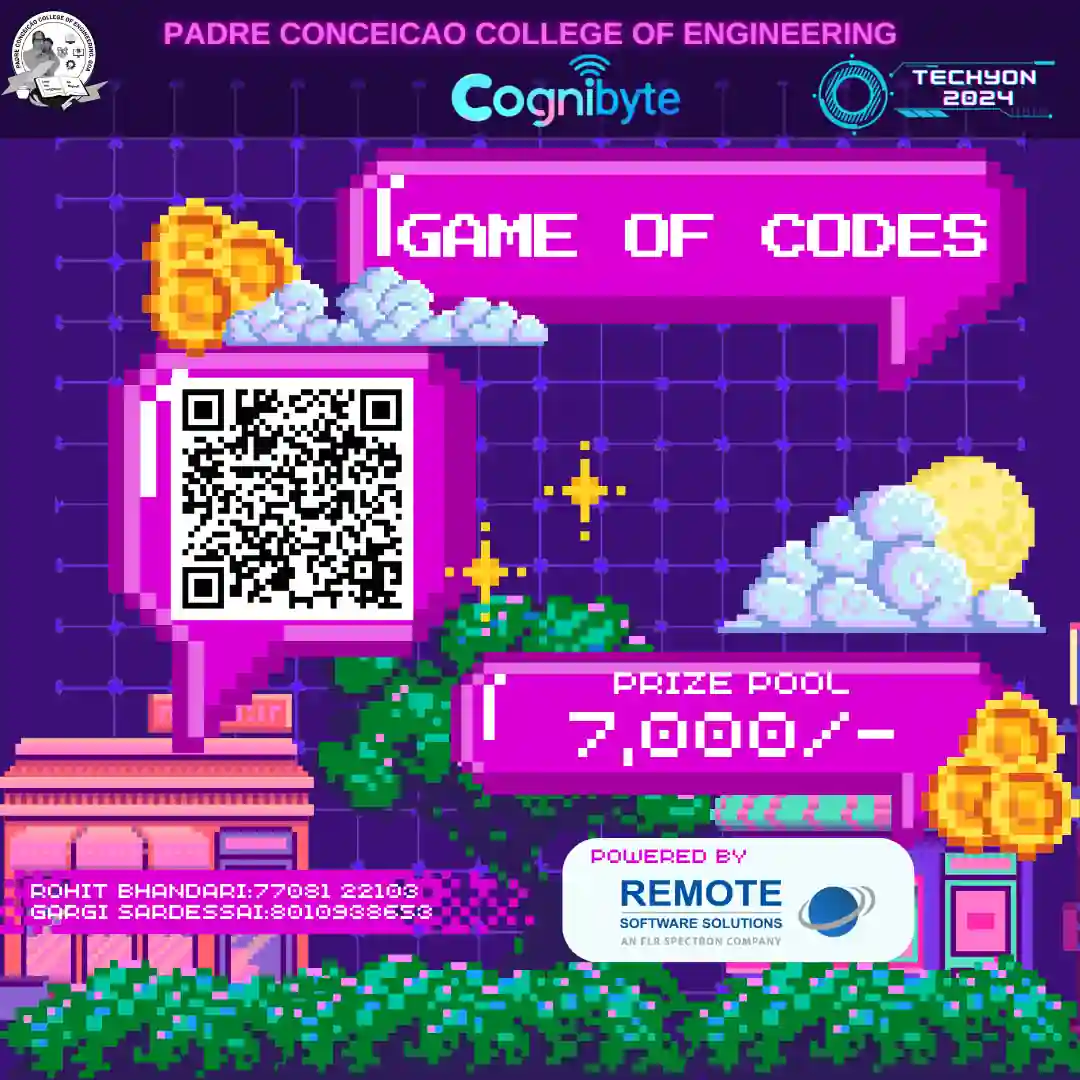 PADRE CONCEICAO COLLEGE OF ENGINEERING
Cognibyte
TECHYON
2024
GAME OF CODES
PRIZE POOL
7,000/-
POWERED BY
REMOTE
SOFTWARE SOLUTIONS
AN FLR SPECTRON COMPANY
ROHIT BHANDARI:77081 22103
GARGI SARDESSAI: